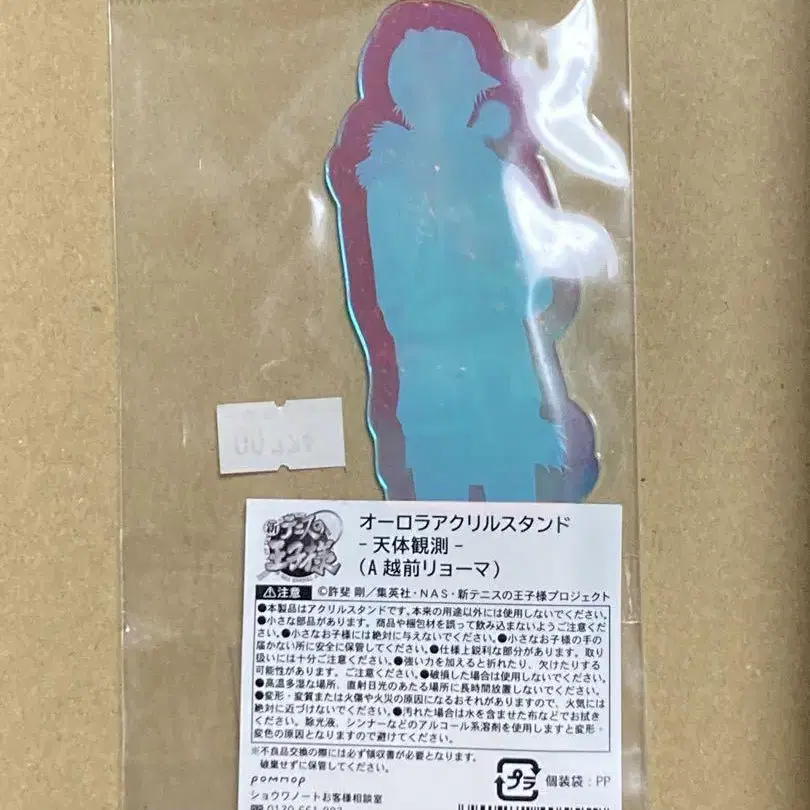 新テニスの
王子様
オーロラアクリルスタンド
- 天体観測 -
(A 越前リョーマ)
注意 ©許斐 剛／集英社・NAS・新テニスの王子様プロジェクト
●本製品はアクリルスタンドです。本来の用途以外には使用しないでください。
●小さな部品があります。商品や梱包材を誤って飲み込まないようご注意くださ
い。●小さなお子様には絶対に与えないでください。●小さなお子様の手の
届かない所に安全に保管してください。●仕様上鋭利な部分があります。取り
扱いには十分ご注意ください。●強い力を加えると折れたり、欠けたりする
可能性があります。ご注意ください。●破損した場合は使用しないでください。
●高温多湿な場所、直射日光のあたる場所に長時間放置しないでください。
●変形・変質または火傷や火災の原因になるおそれがありますので、火気には
絶対に近づけないでください。●汚れた場合は水を含ませた布などでお拭き
ください。除光液、シンナーなどのアルコール系溶剤を使用しますと変形・
変色の原因となりますので避けてください。
※不良品交換の際には必ず領収書が必要となります。
破棄せずに保管してください。
pommop
プラ 個装袋：PP
ショウワノートお客様相談室